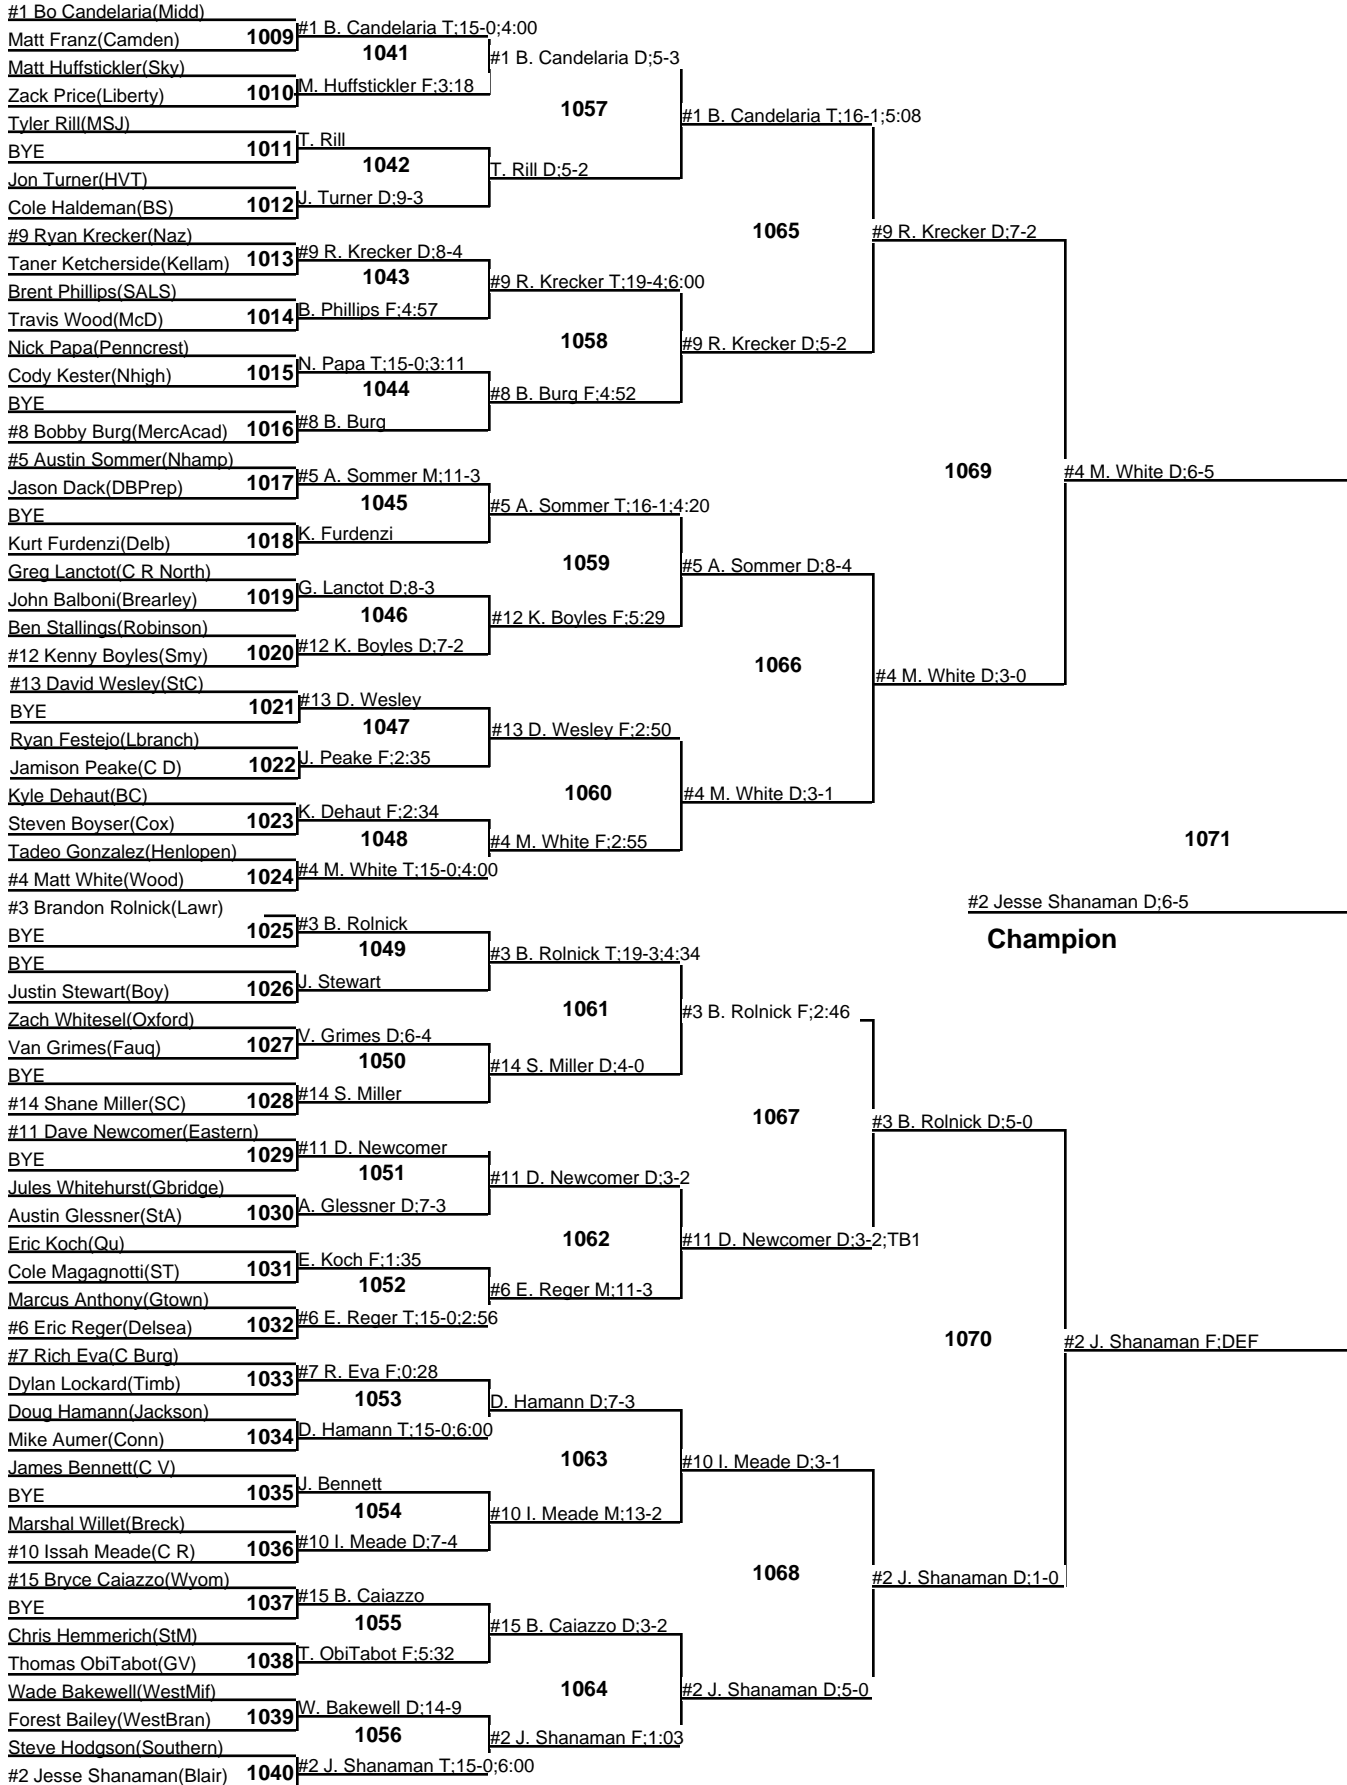 #1 Bo Candelaria(Midd)
Matt Franz(Camden)
1009
#1 B. Candelaria T;15-0;4:00
1041
#1 B. Candelaria D;5-3
Matt Huffstickler(Sky)
Zack Price(Liberty)
1010
M. Huffstickler F;3:18
1057
#1 B. Candelaria T;16-1;5:08
Tyler Rill(MSJ)
BYE
1011
T. Rill
1042
T. Rill D;5-2
Jon Turner(HVT)
Cole Haldeman(BS)
1012
J. Turner D;9-3
1065
#9 R. Krecker D;7-2
#9 Ryan Krecker(Naz)
Taner Ketcherside(Kellam)
1013
#9 R. Krecker D;8-4
1043
#9 R. Krecker T;19-4;6:00
Brent Phillips(SALS)
Travis Wood(McD)
1014
B. Phillips F;4:57
1058
#9 R. Krecker D;5-2
Nick Papa(Penncrest)
Cody Kester(Nhigh)
1015
N. Papa T;15-0;3:11
1044
#8 B. Burg F;4:52
BYE
#8 Bobby Burg(MercAcad)
1016
#8 B. Burg
1069
#4 M. White D;6-5
#5 Austin Sommer(Nhamp)
Jason Dack(DBPrep)
1017
#5 A. Sommer M;11-3
1045
#5 A. Sommer T;16-1;4:20
BYE
Kurt Furdenzi(Delb)
1018
K. Furdenzi
1059
#5 A. Sommer D;8-4
Greg Lanctot(C R North)
John Balboni(Brearley)
1019
G. Lanctot D;8-3
1046
#12 K. Boyles F;5:29
Ben Stallings(Robinson)
#12 Kenny Boyles(Smy)
1020
#12 K. Boyles D;7-2
1066
#4 M. White D;3-0
#13 David Wesley(StC)
BYE
1021
#13 D. Wesley
1047
#13 D. Wesley F;2:50
Ryan Festejo(Lbranch)
Jamison Peake(C D)
1022
J. Peake F;2:35
1060
#4 M. White D;3-1
Kyle Dehaut(BC)
Steven Boyser(Cox)
1023
K. Dehaut F;2:34
1048
#4 M. White F;2:55
Tadeo Gonzalez(Henlopen)
#4 Matt White(Wood)
1024
#4 M. White T;15-0;4:00
1071
#2 Jesse Shanaman D;6-5
Champion
#3 Brandon Rolnick(Lawr)
BYE
1025
#3 B. Rolnick
1049
#3 B. Rolnick T;19-3;4:34
BYE
Justin Stewart(Boy)
1026
J. Stewart
1061
#3 B. Rolnick F;2:46
Zach Whitesel(Oxford)
Van Grimes(Fauq)
1027
V. Grimes D;6-4
1050
#14 S. Miller D;4-0
BYE
#14 Shane Miller(SC)
1028
#14 S. Miller
1067
#3 B. Rolnick D;5-0
#11 Dave Newcomer(Eastern)
BYE
1029
#11 D. Newcomer
1051
#11 D. Newcomer D;3-2
Jules Whitehurst(Gbridge)
Austin Glessner(StA)
1030
A. Glessner D;7-3
1062
#11 D. Newcomer D;3-2;TB1
Eric Koch(Qu)
Cole Magagnotti(ST)
1031
E. Koch F;1:35
1052
#6 E. Reger M;11-3
Marcus Anthony(Gtown)
#6 Eric Reger(Delsea)
1032
#6 E. Reger T;15-0;2:56
1070
#2 J. Shanaman F;DEF
#7 Rich Eva(C Burg)
Dylan Lockard(Timb)
1033
#7 R. Eva F;0:28
1053
D. Hamann D;7-3
Doug Hamann(Jackson)
Mike Aumer(Conn)
1034
D. Hamann T;15-0;6:00
1063
#10 I. Meade D;3-1
James Bennett(C V)
BYE
1035
J. Bennett
1054
#10 I. Meade M;13-2
Marshal Willet(Breck)
#10 Issah Meade(C R)
1036
#10 I. Meade D;7-4
1068
#2 J. Shanaman D;1-0
#15 Bryce Caiazzo(Wyom)
BYE
1037
#15 B. Caiazzo
1055
#15 B. Caiazzo D;3-2
Chris Hemmerich(StM)
Thomas ObiTabot(GV)
1038
T. ObiTabot F;5:32
1064
#2 J. Shanaman D;5-0
Wade Bakewell(WestMif)
Forest Bailey(WestBran)
1039
W. Bakewell D;14-9
1056
#2 J. Shanaman F;1:03
Steve Hodgson(Southern)
#2 Jesse Shanaman(Blair)
1040
#2 J. Shanaman T;15-0;6:00